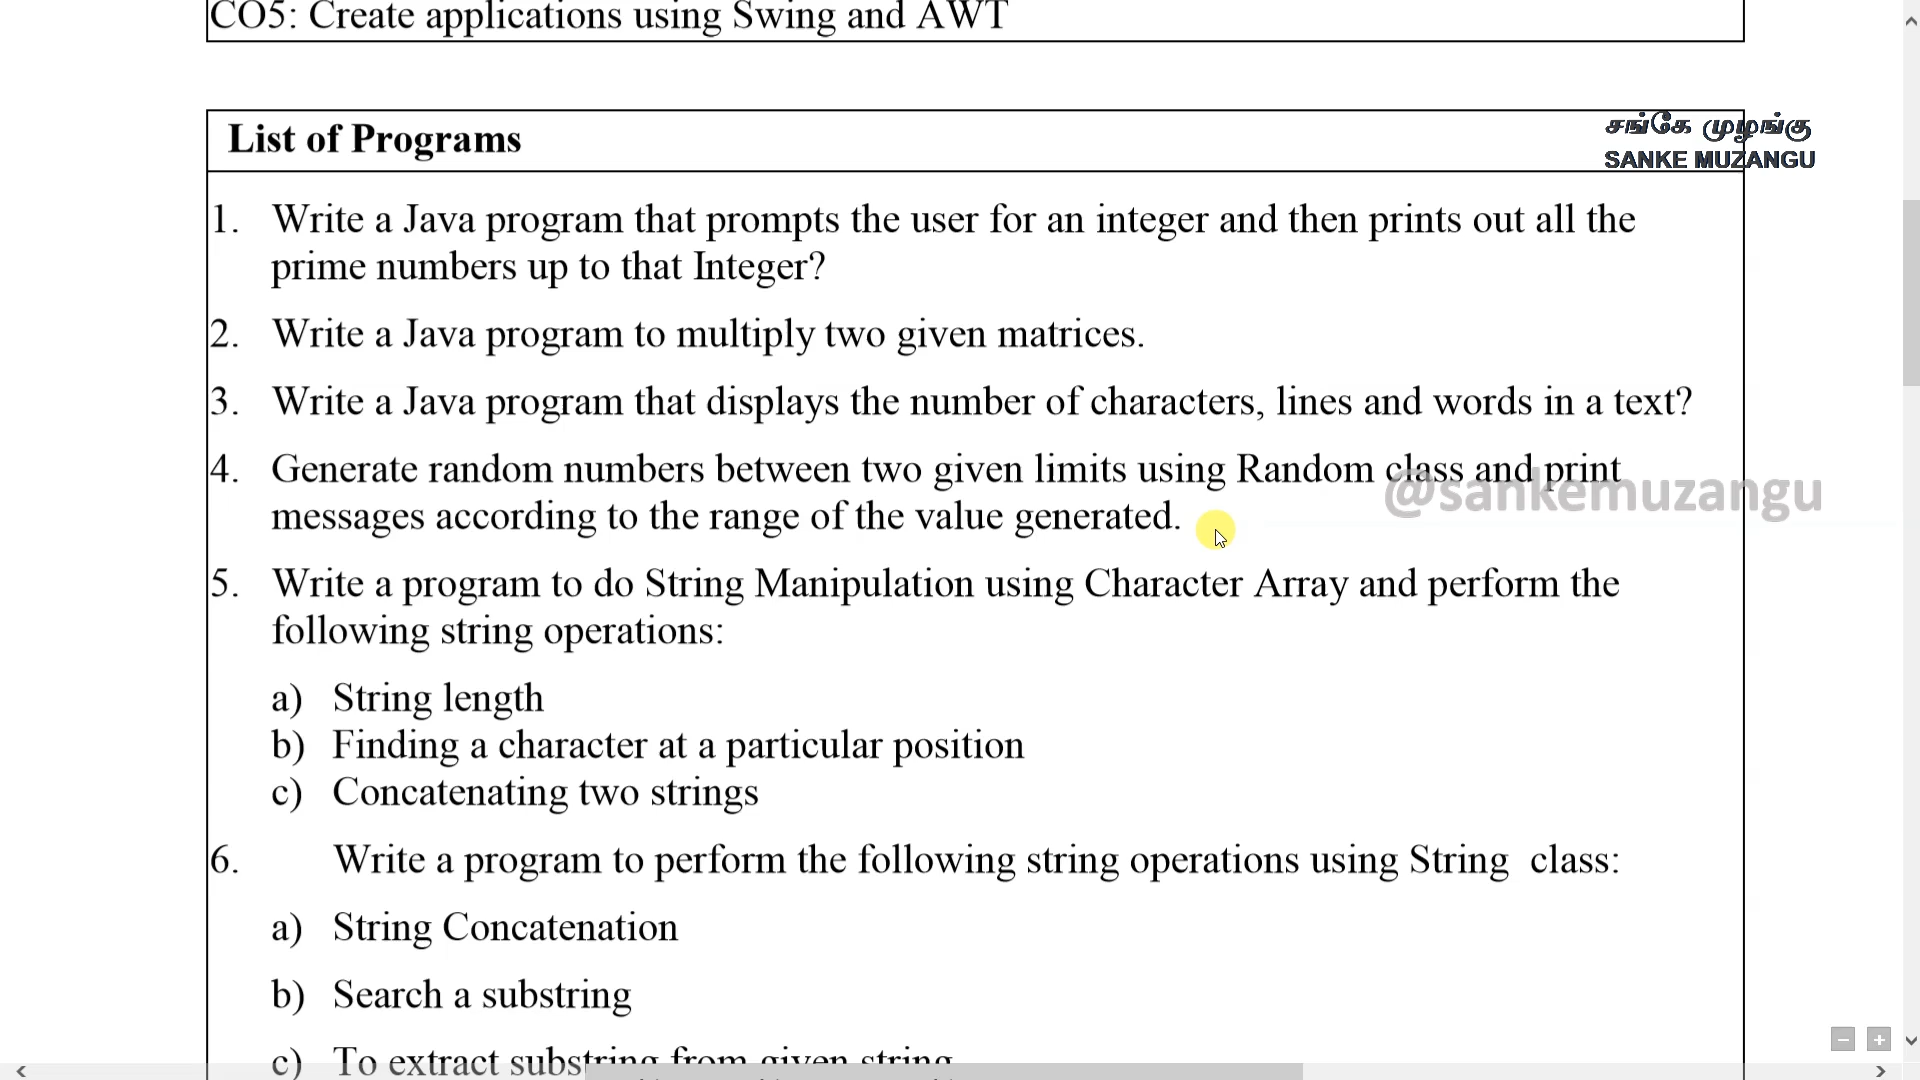 CO5: Create applications using Swing and AWT
List of Programs
சங்கே முழங்கு
SANKE MUZANGU
1. Write a Java program that prompts the user for an integer and then prints out all the
prime numbers up to that Integer?
2. Write a Java program to multiply two given matrices.
3. Write a Java program that displays the number of characters, lines and words in a text?
4. Generate random numbers between two given limits using Random class and print
@sankemuzangu
messages according to the range of the value generated.
5. Write a program to do String Manipulation using Character Array and perform the
following string operations:
a) String length
b) Finding a character at a particular position
c) Concatenating two strings
6. Write a program to perform the following string operations using String class:
a) String Concatenation
b) Search a substring
c) To extract substring from given string